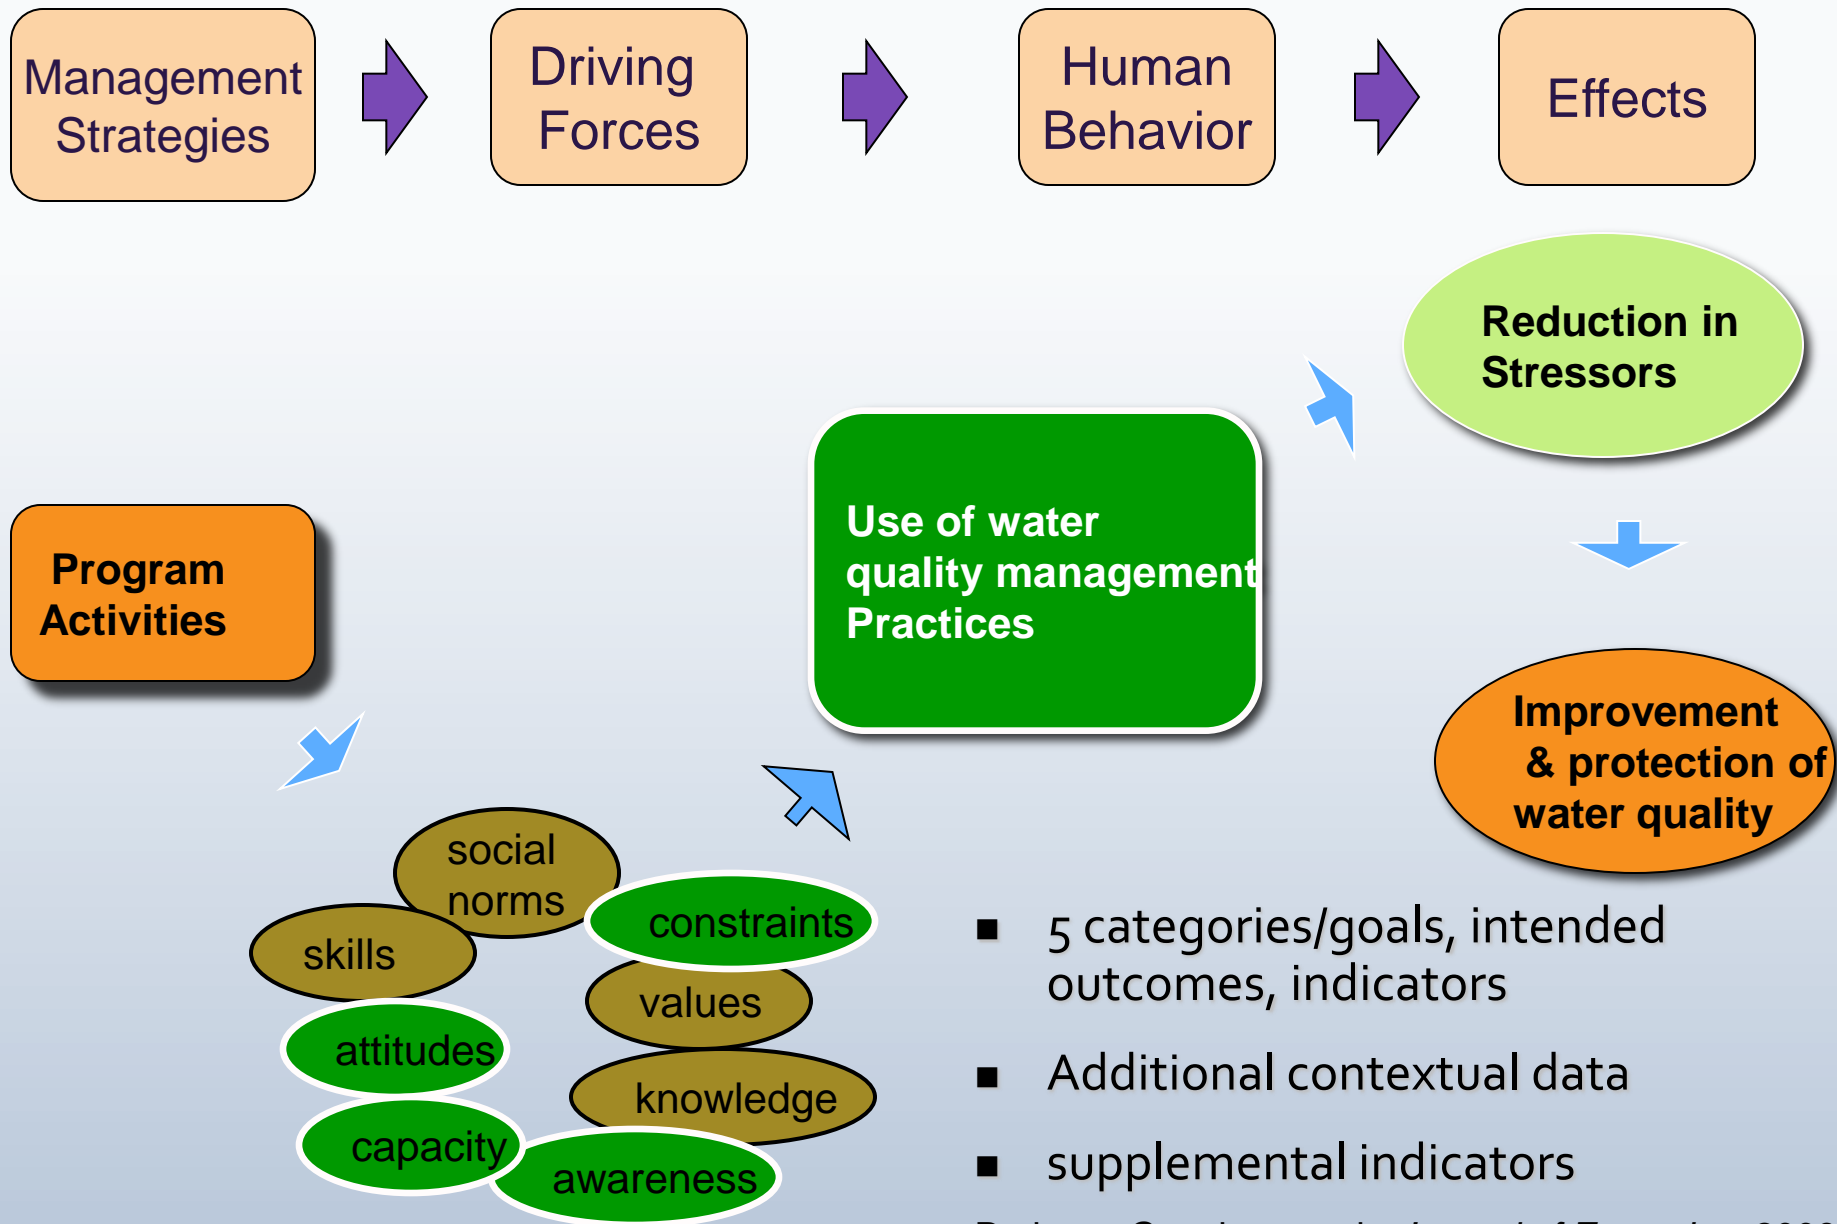 Management
Strategies
Driving
Forces
Human
Behavior
Effects
Reduction in
Stressors
Use of water
quality management
Practices
Program
Activities
Improvement
& protection of
water quality
social
norms
constraints
skills
values
attitudes
knowledge
capacity
awareness
▪ 5 categories/goals, intended
outcomes, indicators
▪ Additional contextual data
▪ supplemental indicators